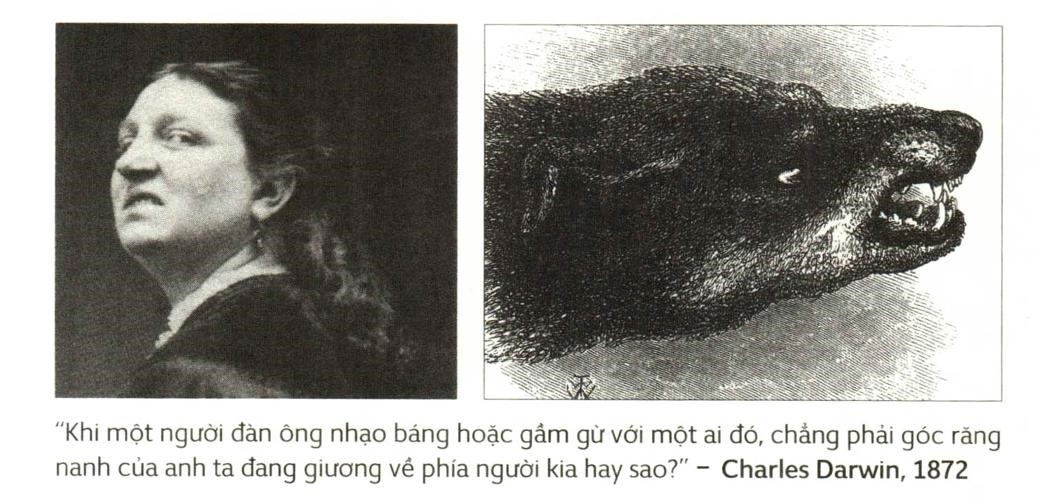 “Khi một người đàn ông nhạo báng hoặc gầm gừ với một ai đó, chẳng phải góc răng
nanh của anh ta đang giương về phía người kia hay sao?” – Charles Darwin, 1872